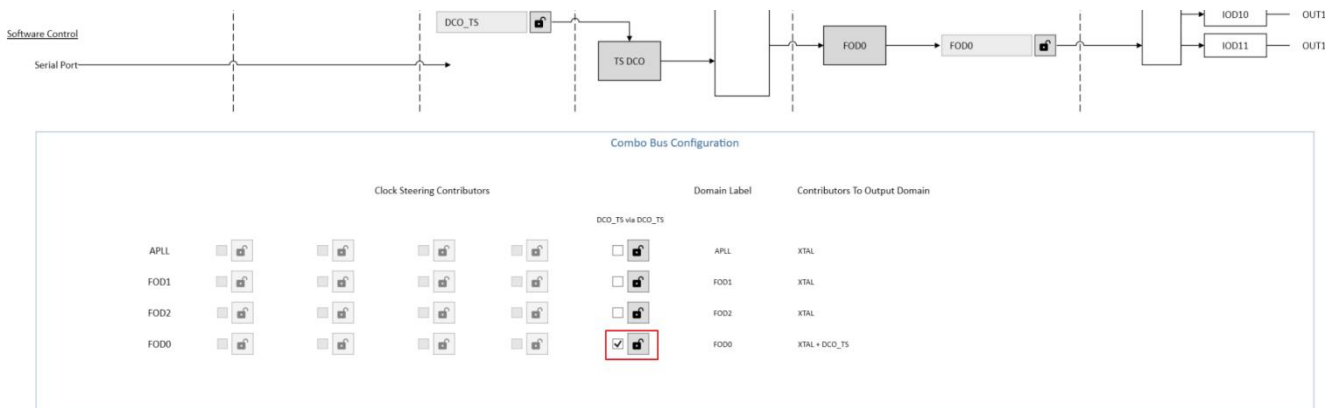 DCO_TS
IOD10
OUT1
Software Control
FOD0
FOD0
IOD11
OUT1
Serial Port
TS DCO
Combo Bus Configuration
Clock Steering Contributors
Domain Label
Contributors To Output Domain
DCO_TS via DCO_TS
APLL
APLL
XTAL
FOD1
FOD1
XTAL
FOD2
FOD2
XTAL
FOD0
FOD0
XTAL + DCO_TS